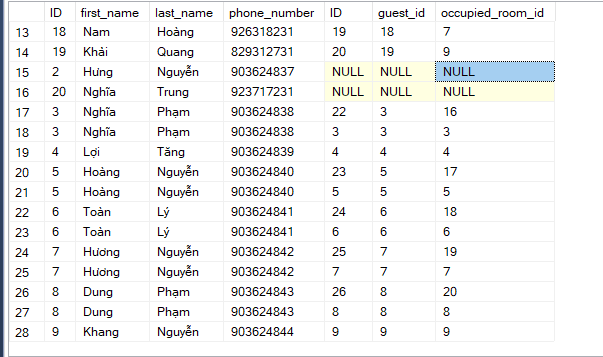 ID first_name last_name phone_number ID guest_id occupied_room_id
13 18 Nam Hoàng 926318231 19 18 7
14 19 Khải Quang 829312731 20 19 9
15 2 Hưng Nguyễn 903624837 NULL NULL NULL
16 20 Nghĩa Trung 923717231 NULL NULL NULL
17 3 Nghĩa Phạm 903624838 22 3 16
18 3 Nghĩa Phạm 903624838 3 3 3
19 4 Lợi Tăng 903624839 4 4 4
20 5 Hoàng Nguyễn 903624840 23 5 17
21 5 Hoàng Nguyễn 903624840 5 5 5
22 6 Toàn Lý 903624841 24 6 18
23 6 Toàn Lý 903624841 6 6 6
24 7 Hương Nguyễn 903624842 25 7 19
25 7 Hương Nguyễn 903624842 7 7 7
26 8 Dung Phạm 903624843 26 8 20
27 8 Dung Phạm 903624843 8 8 8
28 9 Khang Nguyễn 903624844 9 9 9